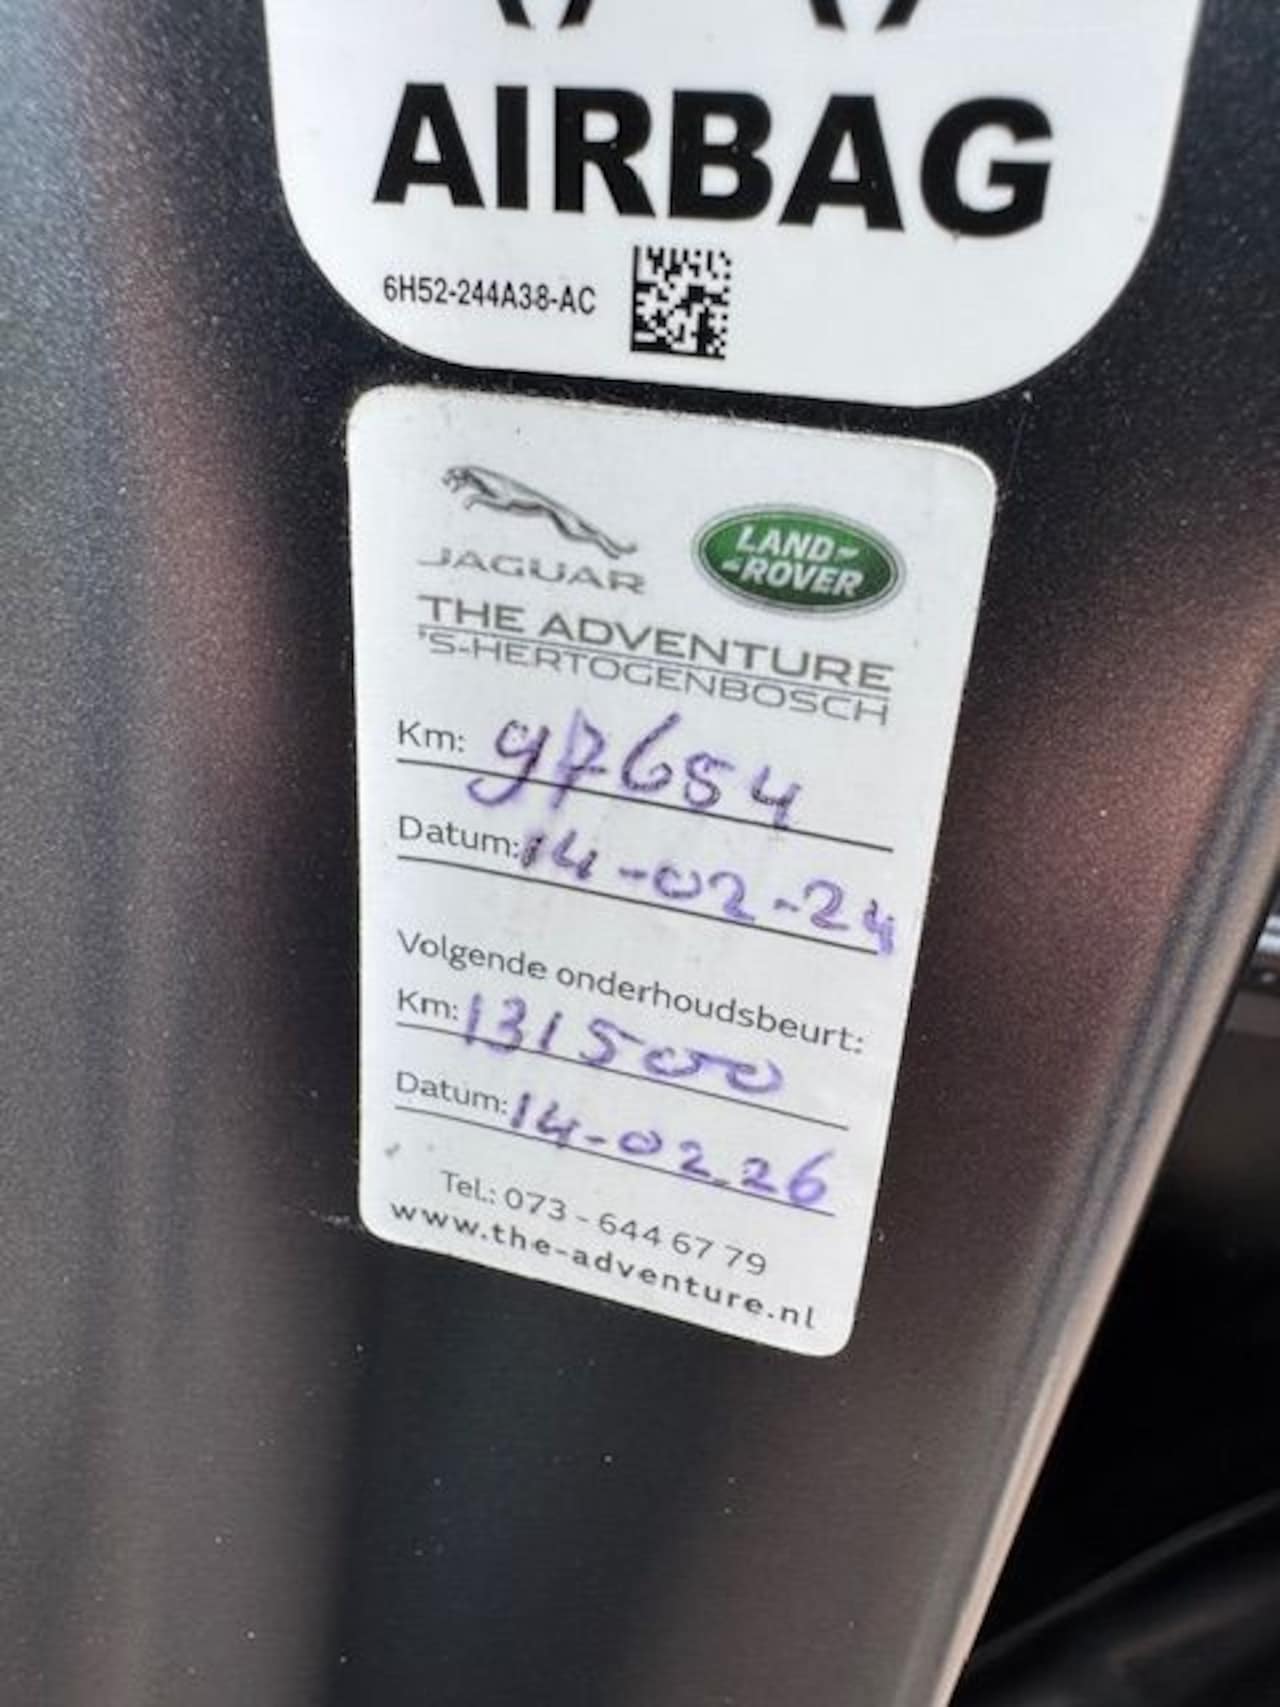 AIRBAG
6H52-244A38-AC
JAGUAR
LAND-
-ROVER
THE ADVENTURE
'S-HERTOGENBOSCH
Km: 97654
Datum: 14-02-24
Volgende onderhoudsbeurt:
Km: 131500
Datum: 14-02-26
Tel.: 073 - 644 67 79
www.the-adventure.nl